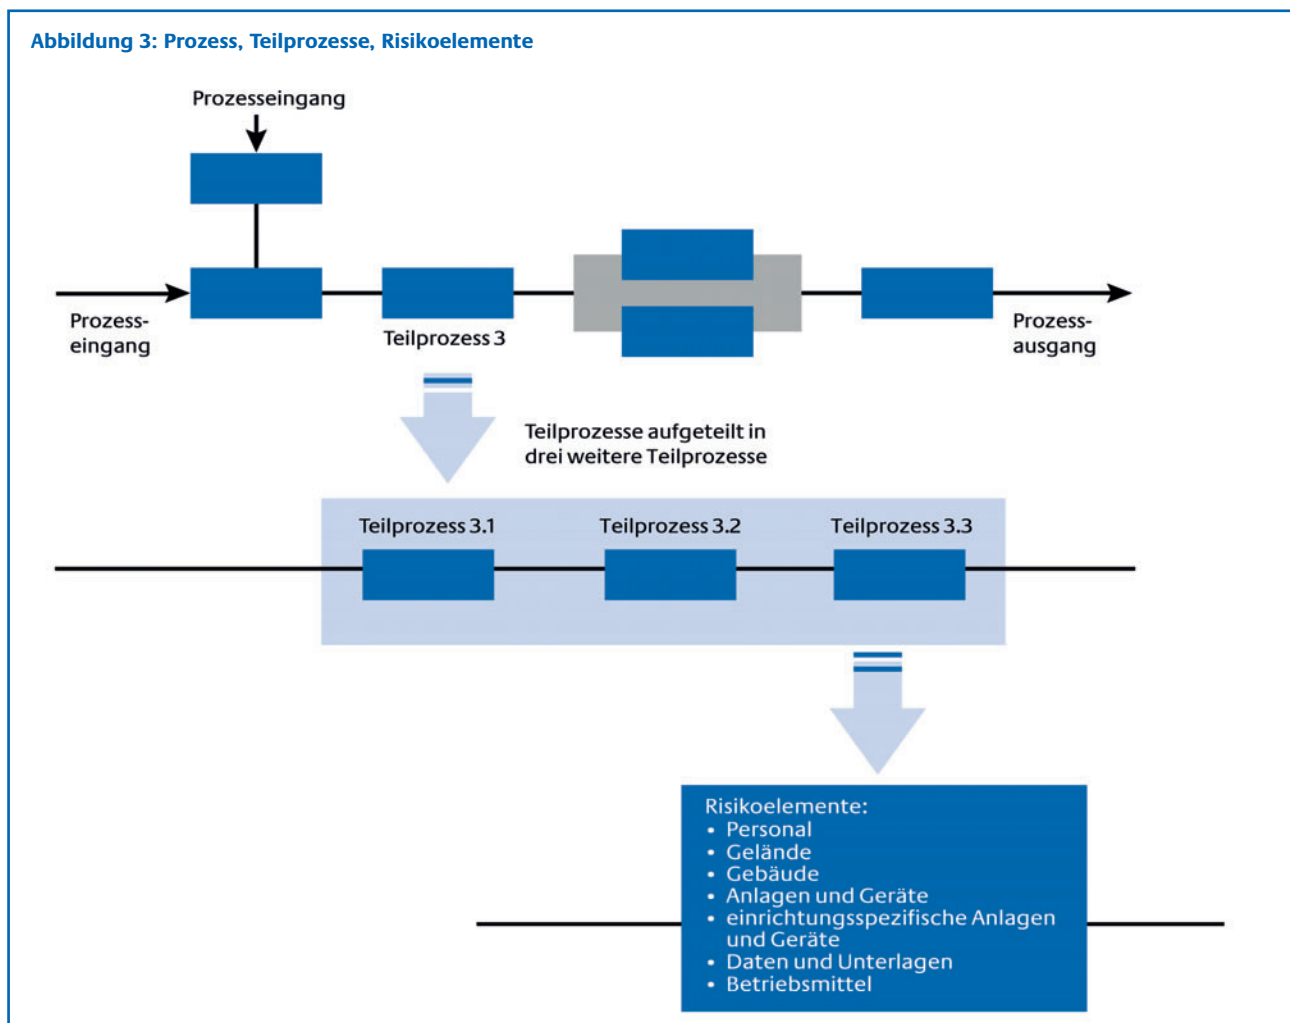 Abbildung 3: Prozess, Teilprozesse, Risikoelemente
Prozesseingang
Prozess-
eingang
Teilprozess 3
Prozess-
ausgang
Teilprozesse aufgeteilt in
drei weitere Teilprozesse
Teilprozess 3.1
Teilprozess 3.2
Teilprozess 3.3
Risikoelemente:
• Personal
• Gelände
• Gebäude
• Anlagen und Geräte
• einrichtungsspezifische Anlagen
und Geräte
• Daten und Unterlagen
• Betriebsmittel